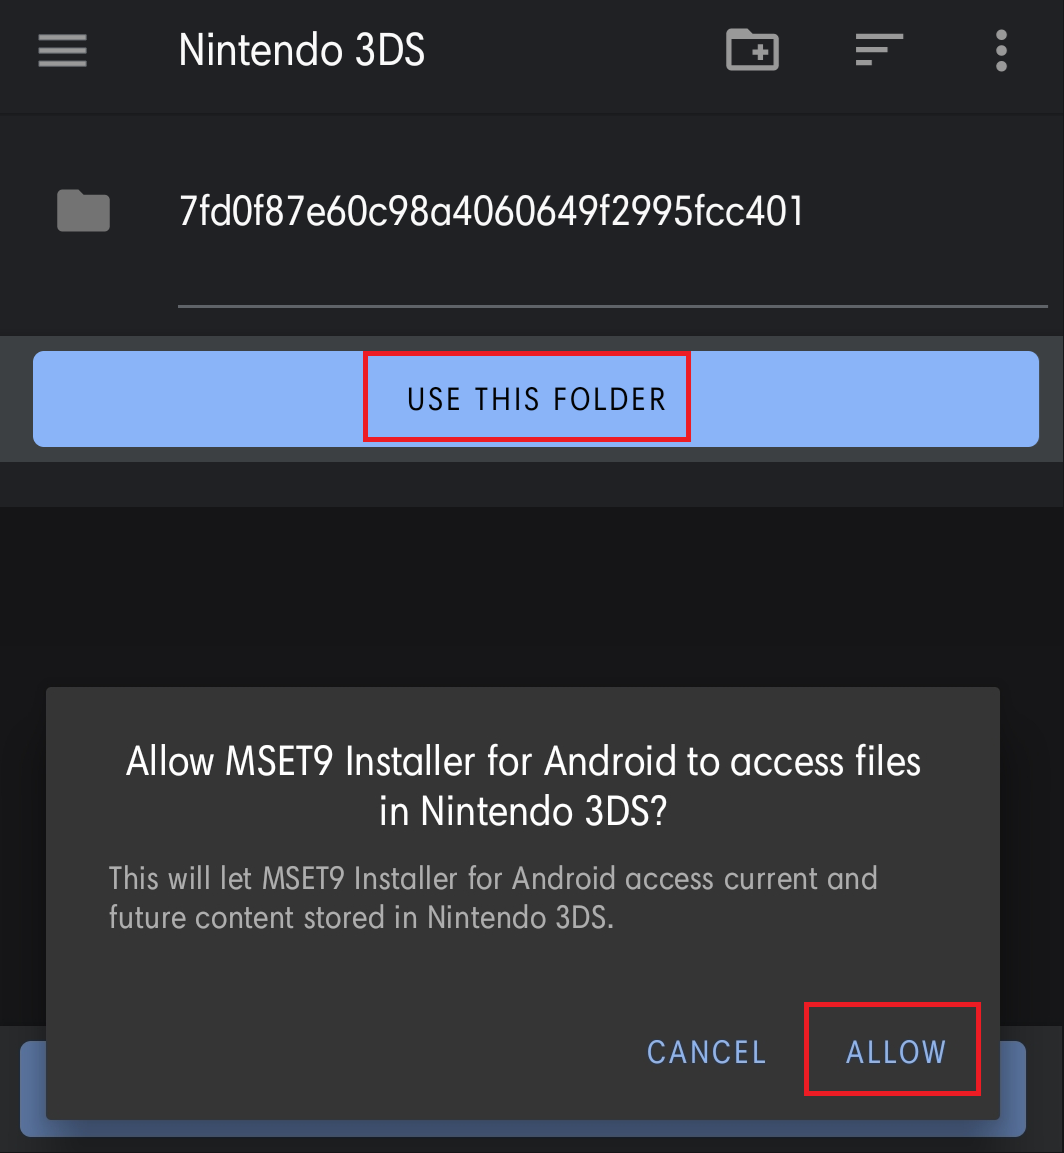 Nintendo 3DS
7fd0f87e60c98a4060649f2995fcc401
USE THIS FOLDER
Allow MSET9 Installer for Android to access files
in Nintendo 3DS?
This will let MSET9 Installer for Android access current and
future content stored in Nintendo 3DS.
CANCEL
ALLOW